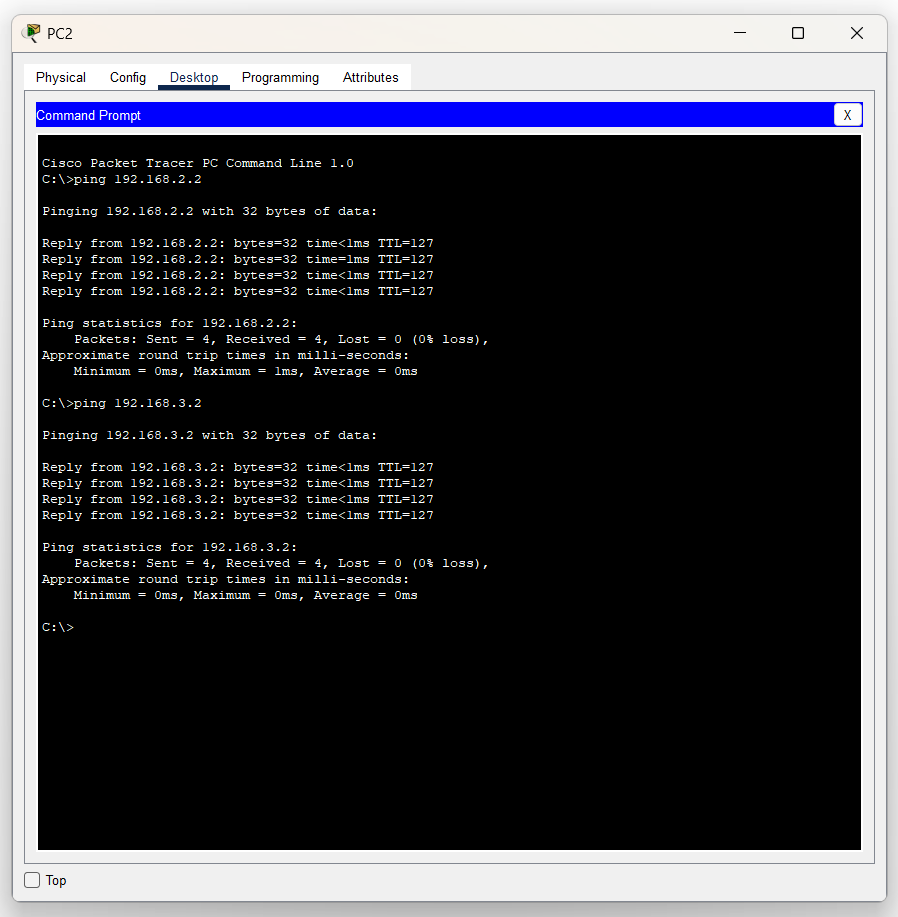 PC2
Physical Config Desktop Programming Attributes
Command Prompt
X
Cisco Packet Tracer PC Command Line 1.0
C:\>ping 192.168.2.2
Pinging 192.168.2.2 with 32 bytes of data:
Reply from 192.168.2.2: bytes=32 time<1ms TTL=127
Reply from 192.168.2.2: bytes=32 time=1ms TTL=127
Reply from 192.168.2.2: bytes=32 time<1ms TTL=127
Reply from 192.168.2.2: bytes=32 time<1ms TTL=127
Ping statistics for 192.168.2.2:
Packets: Sent = 4, Received = 4, Lost = 0 (0% loss),
Approximate round trip times in milli-seconds:
Minimum = 0ms, Maximum = 1ms, Average = 0ms
C:\>ping 192.168.3.2
Pinging 192.168.3.2 with 32 bytes of data:
Reply from 192.168.3.2: bytes=32 time<1ms TTL=127
Reply from 192.168.3.2: bytes=32 time<1ms TTL=127
Reply from 192.168.3.2: bytes=32 time<1ms TTL=127
Reply from 192.168.3.2: bytes=32 time<1ms TTL=127
Ping statistics for 192.168.3.2:
Packets: Sent = 4, Received = 4, Lost = 0 (0% loss),
Approximate round trip times in milli-seconds:
Minimum = 0ms, Maximum = 0ms, Average = 0ms
C:\>
Top